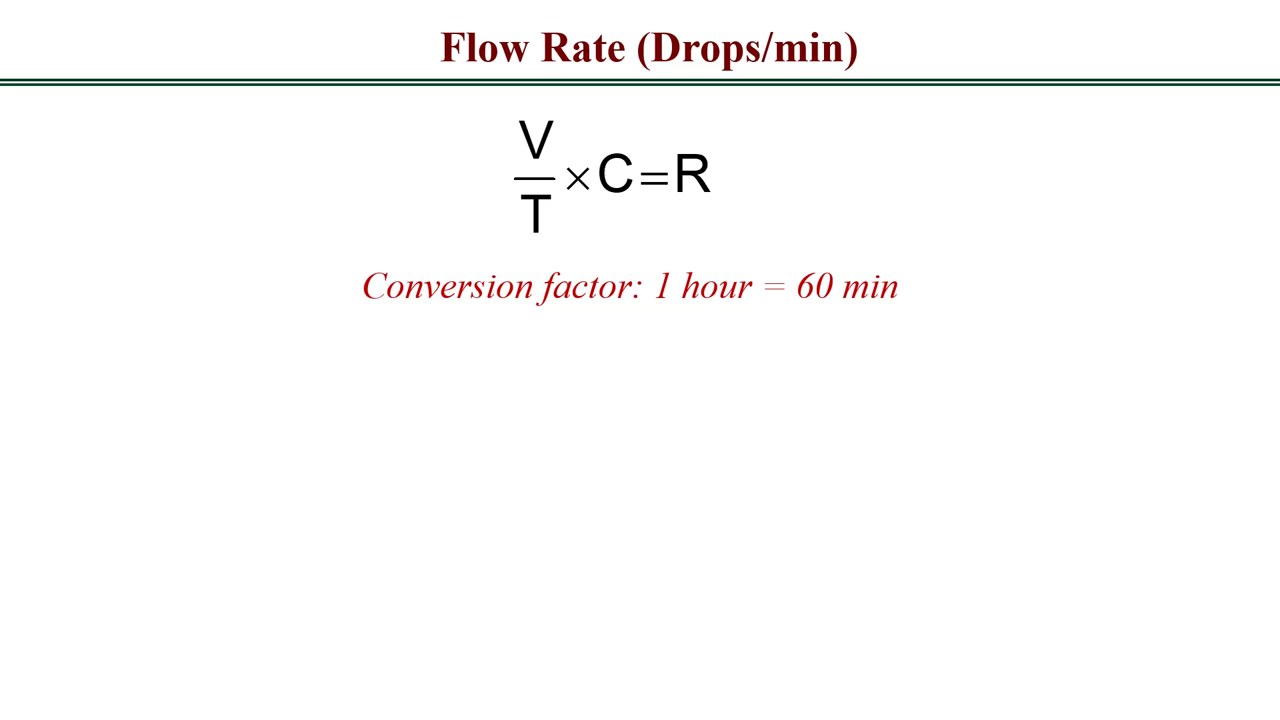 Flow Rate (Drops/min)
V
T
×C=R
Conversion factor: 1 hour = 60 min